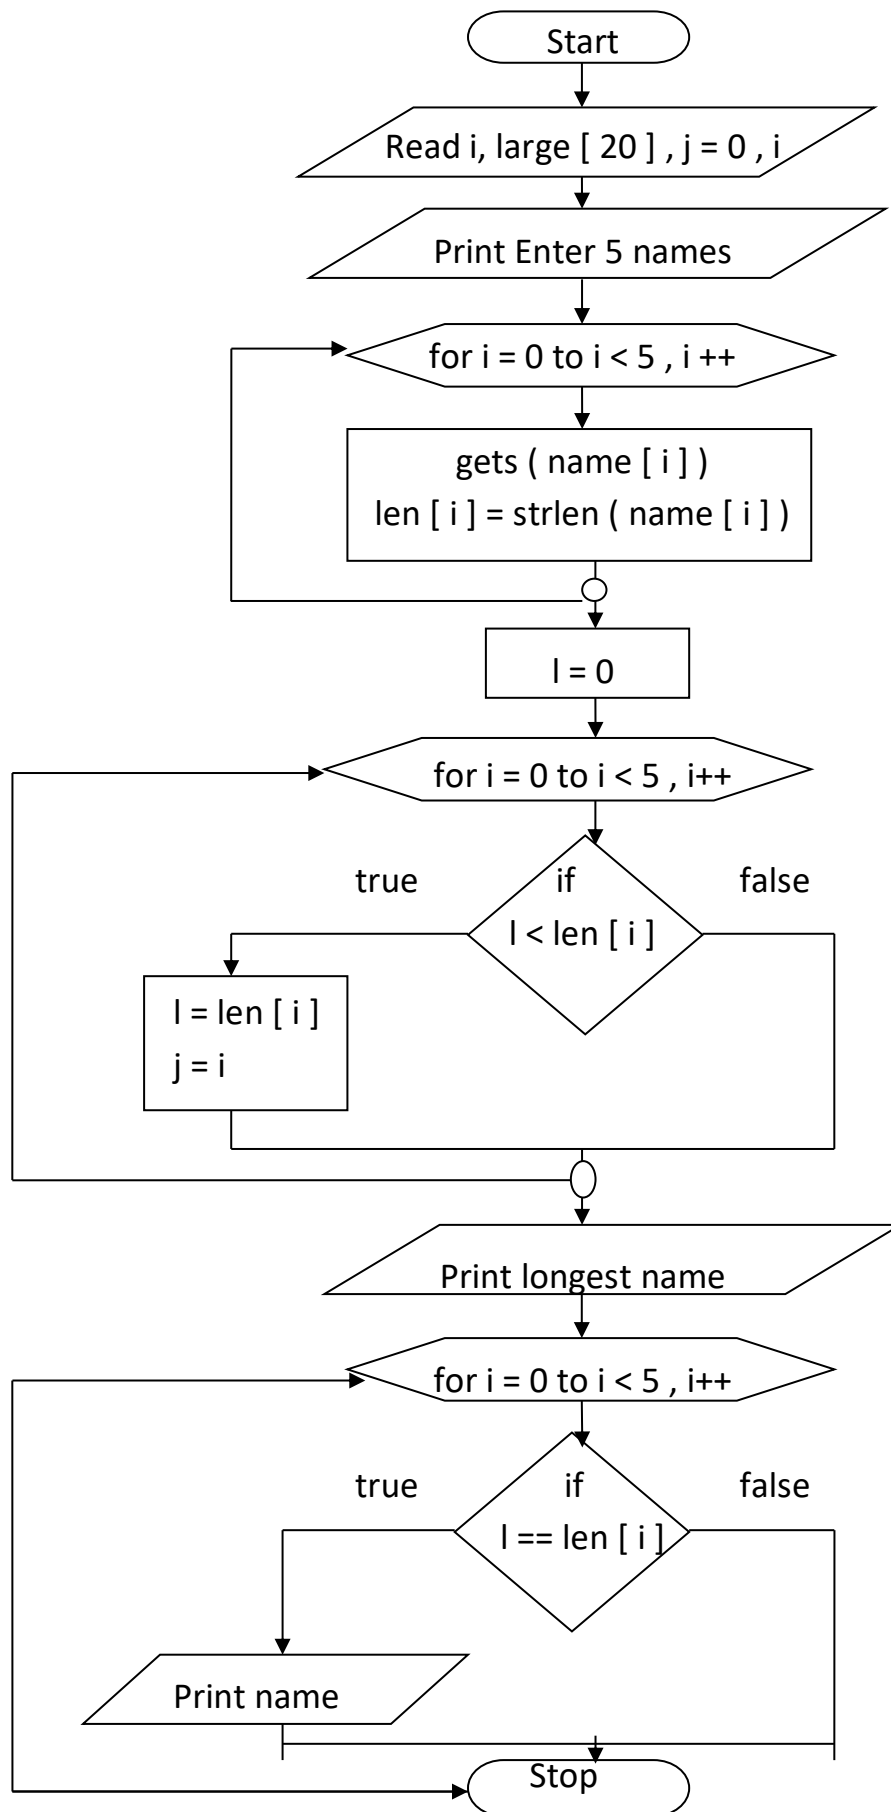 Start
Read i, large [ 20 ] , j = 0 , i
Print Enter 5 names
for i = 0 to i < 5 , i ++
gets ( name [ i ] )
len [ i ] = strlen ( name [ i ] )
l = 0
for i = 0 to i < 5 , i++
true if false
l < len [ i ]
l = len [ i ]
j = i
Print longest name
for i = 0 to i < 5 , i++
true if false
l == len [ i ]
Print name
Stop